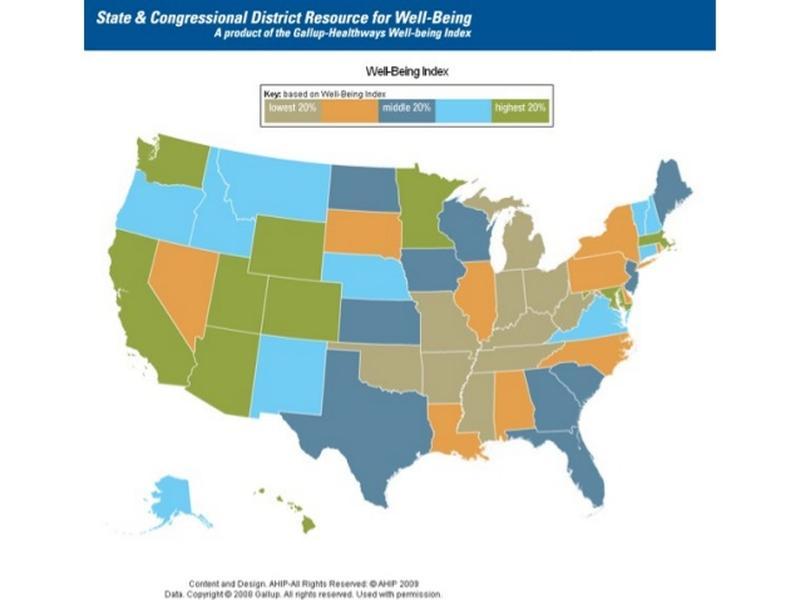 State & Congressional District Resource for Well-Being
A product of the Gallup-Healthways Well-being Index
Well-Being Index
Key: based on Well-Being Index
lowest 20% middle 20% highest 20%
Content and Design. AHIP-All Rights Reserved: © AHIP 2009
Data. Copyright © 2008 Gallup. All rights reserved. Used with permission.